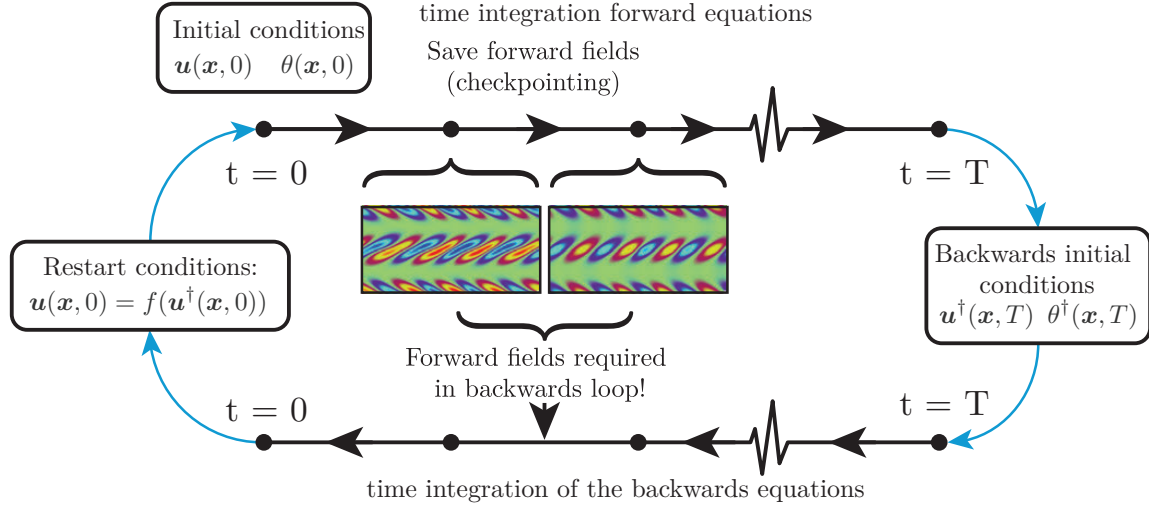 time integration forward equations
Initial conditions
𝒖(𝒙, 0) θ(𝒙, 0)
Save forward fields
(checkpointing)
t = 0
t = T
Restart conditions:
𝒖(𝒙, 0) = f(𝒖†(𝒙, 0))
Backwards initial
conditions
𝒖†(𝒙, T) θ†(𝒙, T)
Forward fields required
in backwards loop!
t = 0
t = T
time integration of the backwards equations